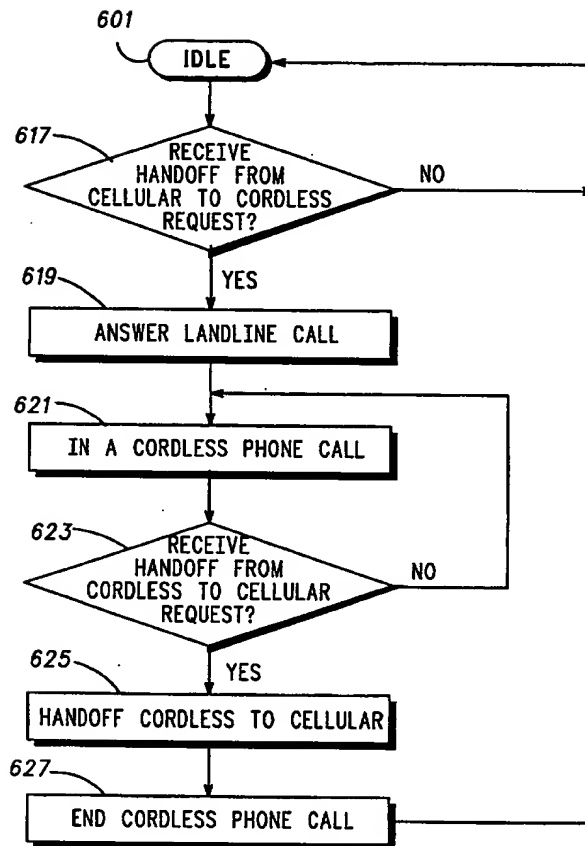 601
IDLE
617
RECEIVE
HANDOFF FROM
CELLULAR TO CORDLESS
REQUEST?
NO
YES
619
ANSWER LANDLINE CALL
621
IN A CORDLESS PHONE CALL
623
RECEIVE
HANDOFF FROM
CORDLESS TO CELLULAR
REQUEST?
NO
YES
625
HANDOFF CORDLESS TO CELLULAR
627
END CORDLESS PHONE CALL